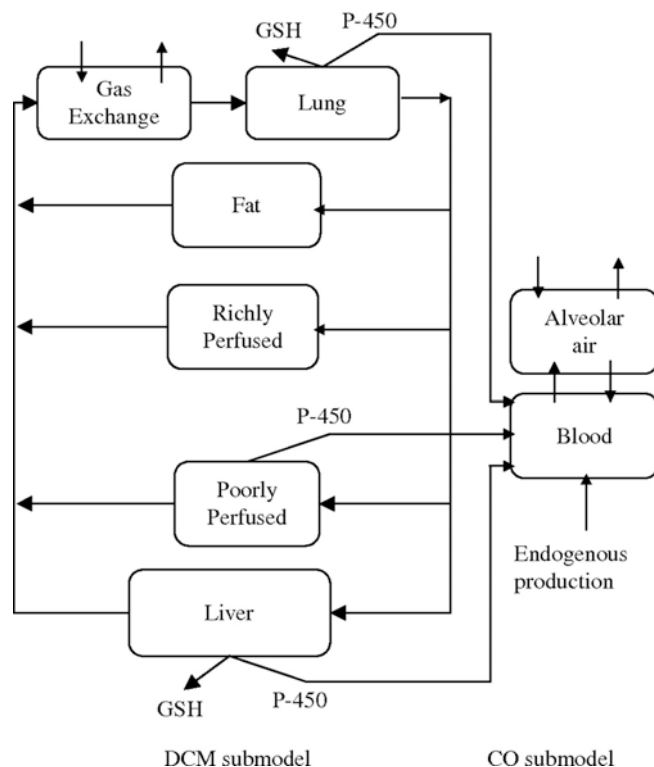 P-450
GSH
Gas
Exchange
Lung
Fat
Richly
Perfused
Alveolar
air
P-450
Blood
Poorly
Perfused
Endogenous
production
Liver
P-450
GSH
DCM submodel
CO submodel